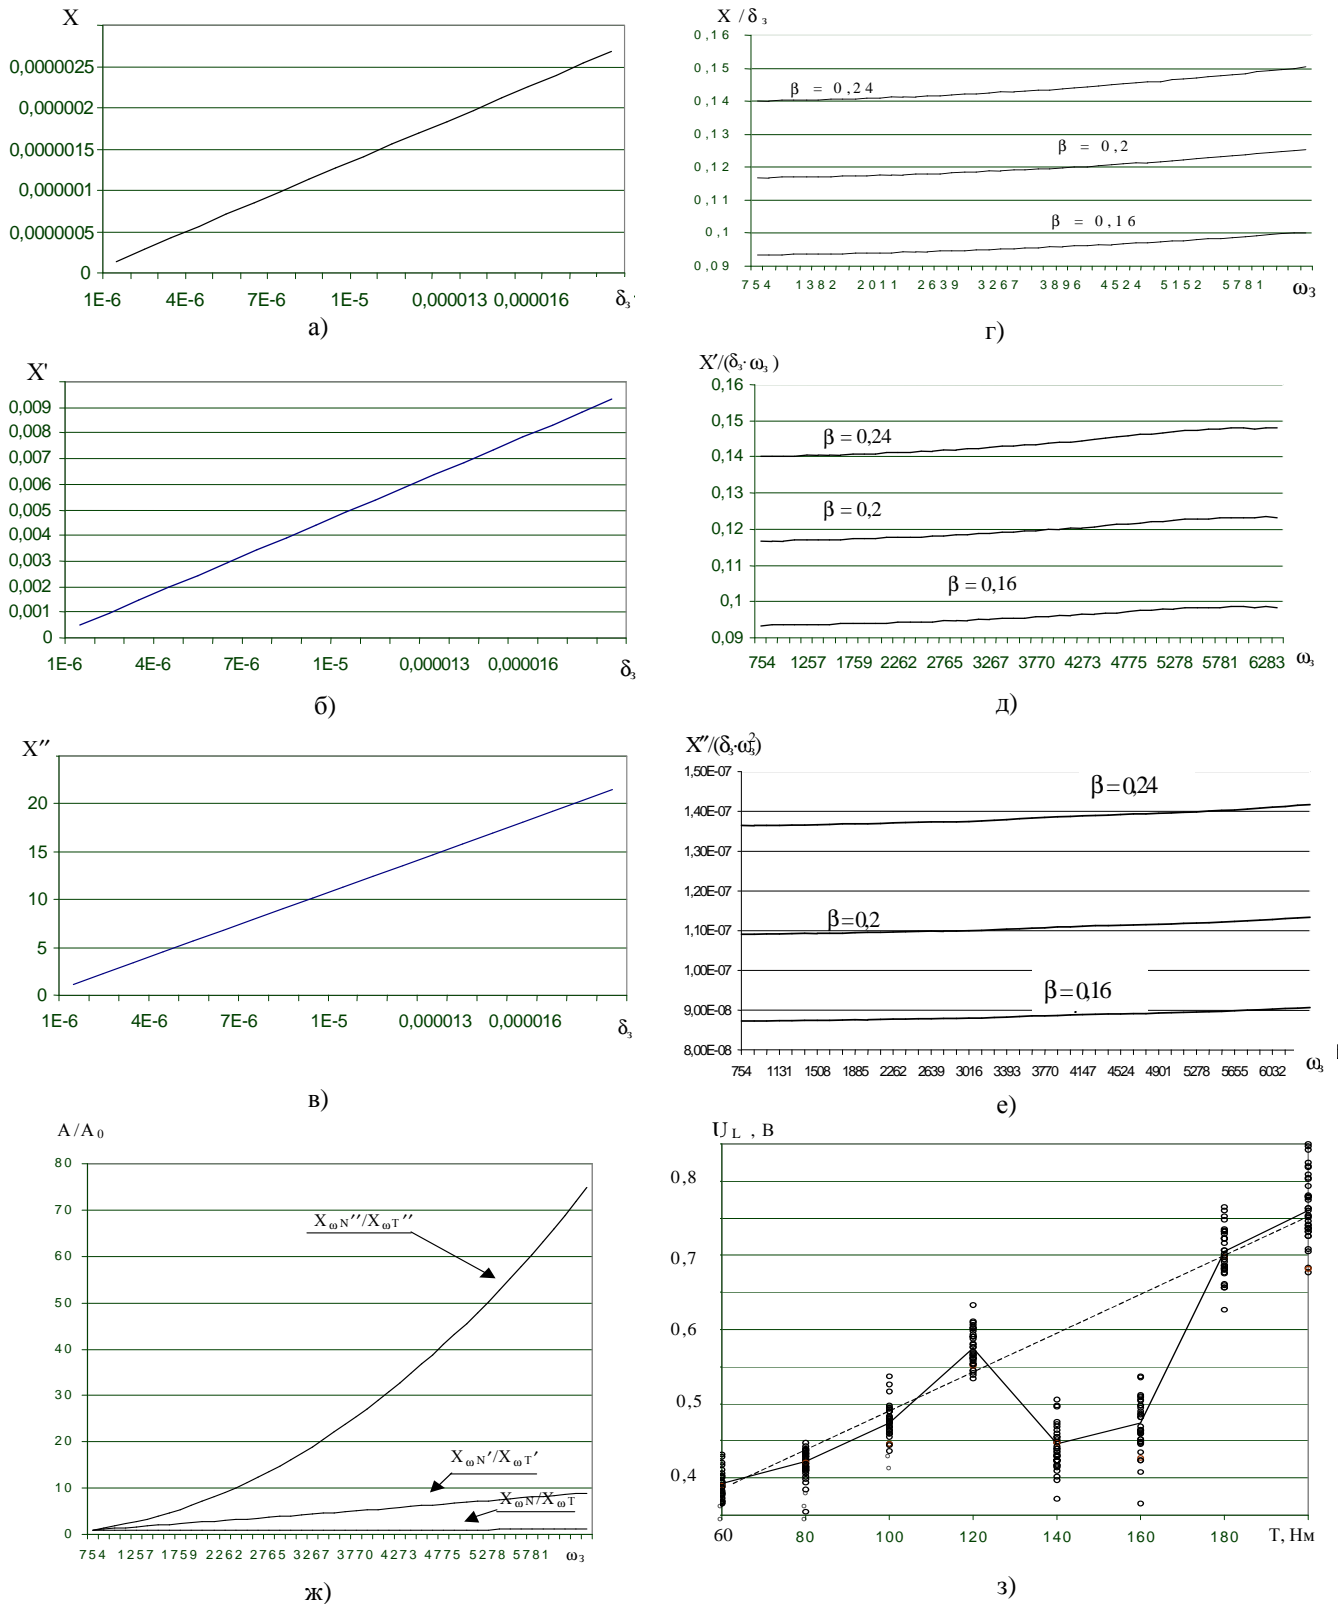 X
0,0000025
0,000002
0,0000015
0,000001
0,0000005
0
1E-6 4E-6 7E-6 1E-5 0,000013 0,000016 δз
а)
X'
0,009
0,008
0,007
0,006
0,005
0,004
0,003
0,002
0,001
0
1E-6 4E-6 7E-6 1E-5 0,000013 0,000016 δз
б)
X″
20
15
10
5
0
1E-6 4E-6 7E-6 1E-5 0,000013 0,000016 δз
в)
A/A0
80
70
60
50
40
30
20
10
0
XωN′′/XωT′′
XωN′/XωT′
XωN/XωT
754 1257 1759 2262 2765 3267 3770 4273 4775 5278 5781 ωз
ж)
X/δз
0,16
0,15
0,14
0,13
0,12
0,11
0,1
0,09
β = 0,24
β = 0,2
β = 0,16
754 1382 2011 2639 3267 3896 4524 5152 5781 ωз
г)
X′/(δз·ωз)
0,16
0,15
0,14
0,13
0,12
0,11
0,1
0,09
β = 0,24
β = 0,2
β = 0,16
754 1257 1759 2262 2765 3267 3770 4273 4775 5278 5781 6283 ωз
д)
X″/(δз·ωз²)
1,50E-07
1,40E-07
1,30E-07
1,20E-07
1,10E-07
1,00E-07
9,00E-08
8,00E-08
β=0,24
β=0,2
β=0,16
754 1131 1508 1885 2262 2639 3016 3393 3770 4147 4524 4901 5278 5655 6032 ωз
е)
UL, В
0,8
0,7
0,6
0,5
0,4
60 80 100 120 140 160 180 Т, Нм
з)